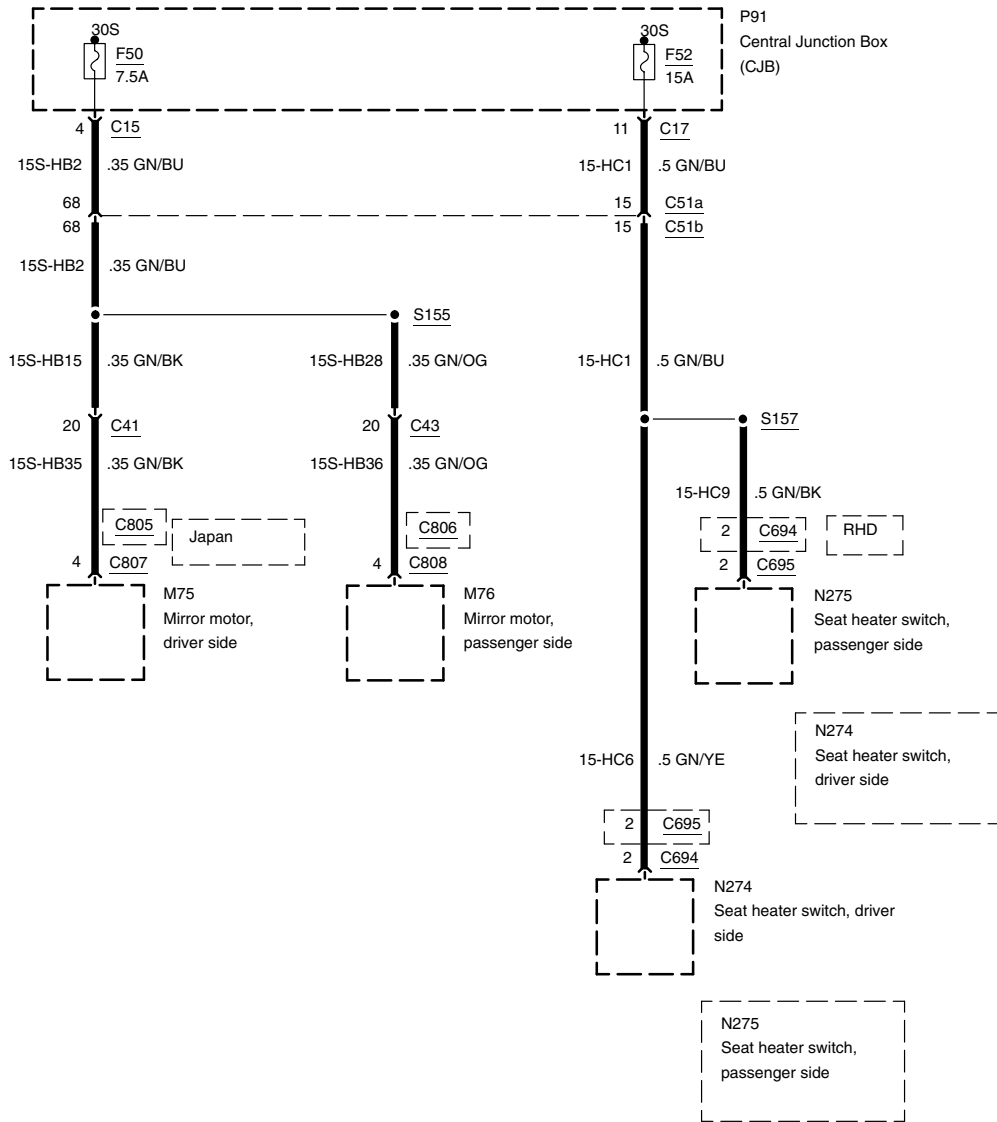 P91
Central Junction Box
(CJB)
30S
F50
7.5A
30S
F52
15A
4 C15
11 C17
15S-HB2 .35 GN/BU
15-HC1 .5 GN/BU
68
15 C51a
68
15 C51b
15S-HB2 .35 GN/BU
S155
15S-HB15 .35 GN/BK
15S-HB28 .35 GN/OG
15-HC1 .5 GN/BU
20 C41
20 C43
S157
15S-HB35 .35 GN/BK
15S-HB36 .35 GN/OG
15-HC9 .5 GN/BK
C805
Japan
C806
2 C694
RHD
4 C807
4 C808
2 C695
M75
Mirror motor,
driver side
M76
Mirror motor,
passenger side
N275
Seat heater switch,
passenger side
N274
Seat heater switch,
driver side
15-HC6 .5 GN/YE
2 C695
2 C694
N274
Seat heater switch, driver
side
N275
Seat heater switch,
passenger side